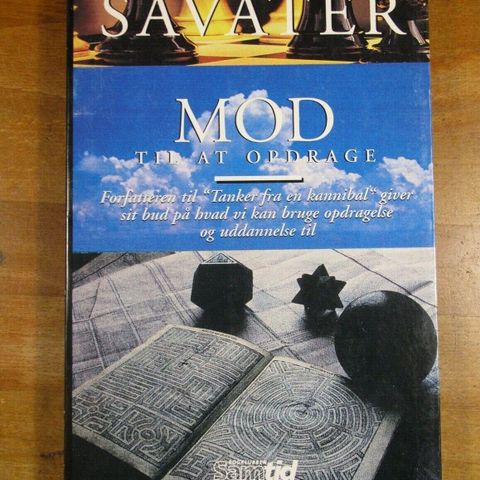 SAVATER
MOD
TIL AT OPDRAGE
Forfatteren til "Tanker fra en kannibal" giver
sit bud på hvad vi kan bruge opdragelse
og uddannelse til
BOGKLUBBEN
Samtid